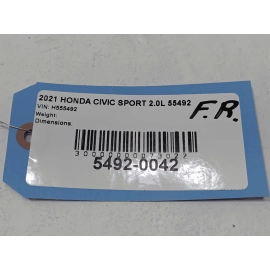 2021 HONDA CIVIC SPORT 2.0L 55492
VIN: H555492
Weight:
Dimensions:
F.R.
5492-0042